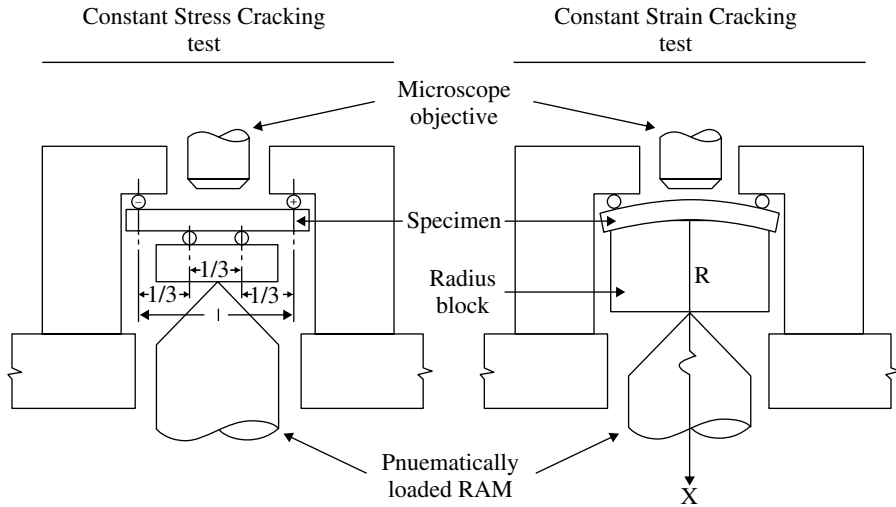 Constant Stress Cracking
test
Constant Strain Cracking
test
Microscope
objective
Specimen
1/3
1/3
1/3
l
Radius
block
R
Pnuematically
loaded RAM
X